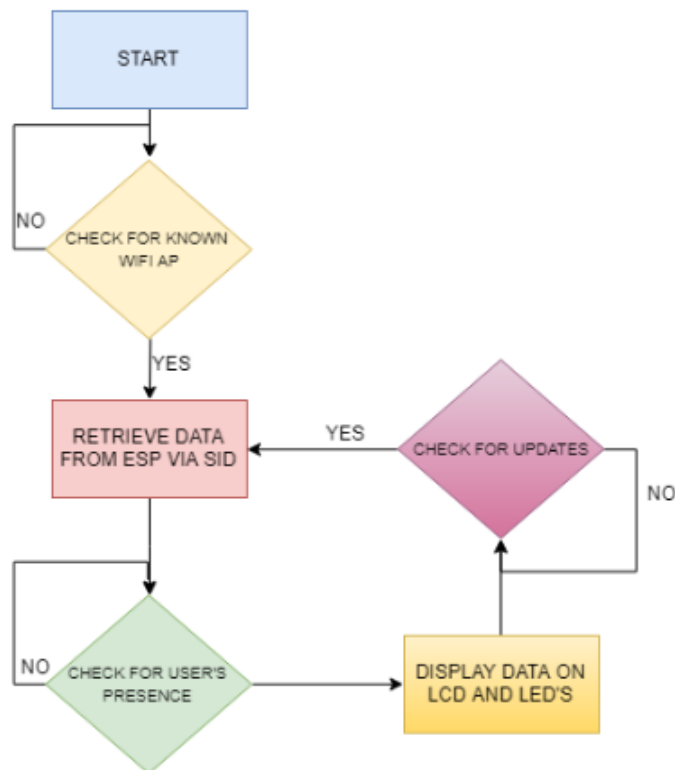 START
NO
CHECK FOR KNOWN
WIFI AP
YES
RETRIEVE DATA
FROM ESP VIA SID
YES
CHECK FOR UPDATES
NO
NO
CHECK FOR USER'S
PRESENCE
DISPLAY DATA ON
LCD AND LED'S